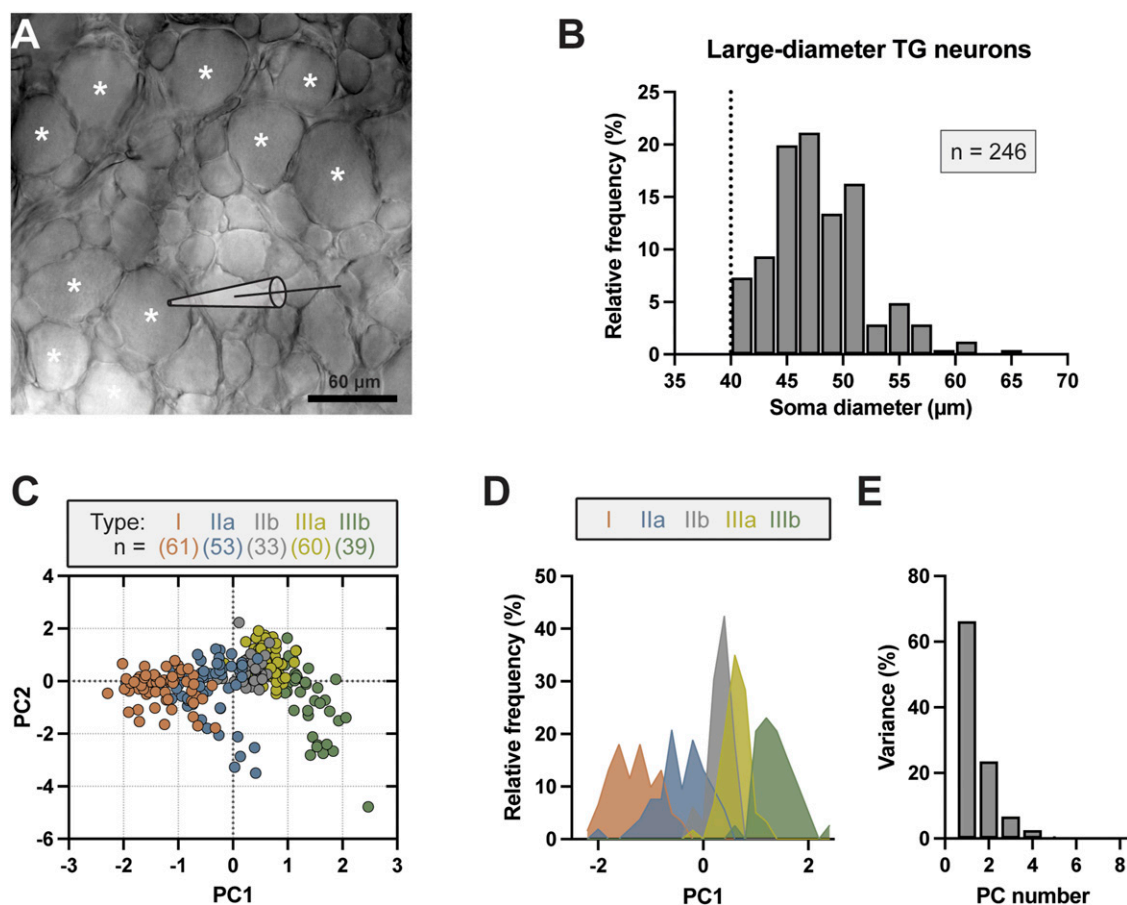 A
* * *
* * *
* *
*
*
60 µm
B
Large-diameter TG neurons
n = 246
Relative frequency (%)
25
20
15
10
5
0
35 40 45 50 55 60 65 70
Soma diameter (µm)
C
Type: I IIa IIb IIIa IIIb
n = (61) (53) (33) (60) (39)
PC2
4
2
0
-2
-4
-6
-3 -2 -1 0 1 2 3
PC1
D
I IIa IIb IIIa IIIb
Relative frequency (%)
50
40
30
20
10
0
-2 0 2
PC1
E
Variance (%)
80
60
40
20
0
0 2 4 6 8
PC number